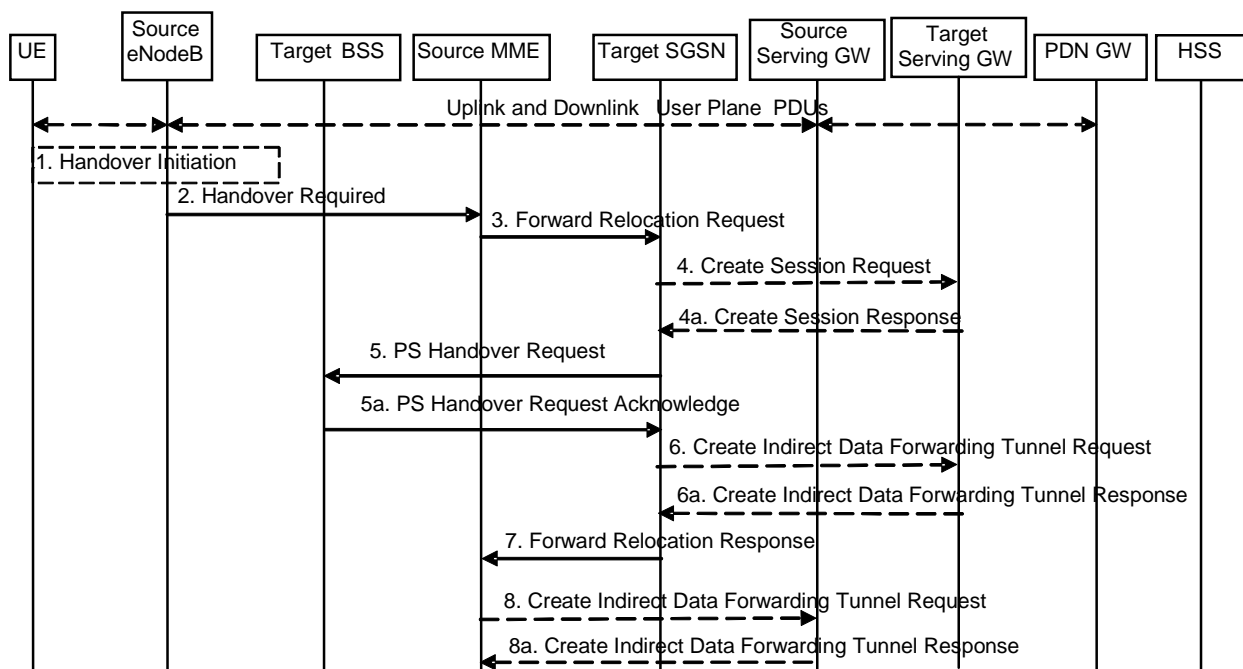 UE
Source
eNodeB
Target BSS
Source MME
Target SGSN
Source
Serving GW
Target
Serving GW
PDN GW
HSS
Uplink and Downlink User Plane PDUs
1. Handover Initiation
2. Handover Required
3. Forward Relocation Request
4. Create Session Request
4a. Create Session Response
5. PS Handover Request
5a. PS Handover Request Acknowledge
6. Create Indirect Data Forwarding Tunnel Request
6a. Create Indirect Data Forwarding Tunnel Response
7. Forward Relocation Response
8. Create Indirect Data Forwarding Tunnel Request
8a. Create Indirect Data Forwarding Tunnel Response